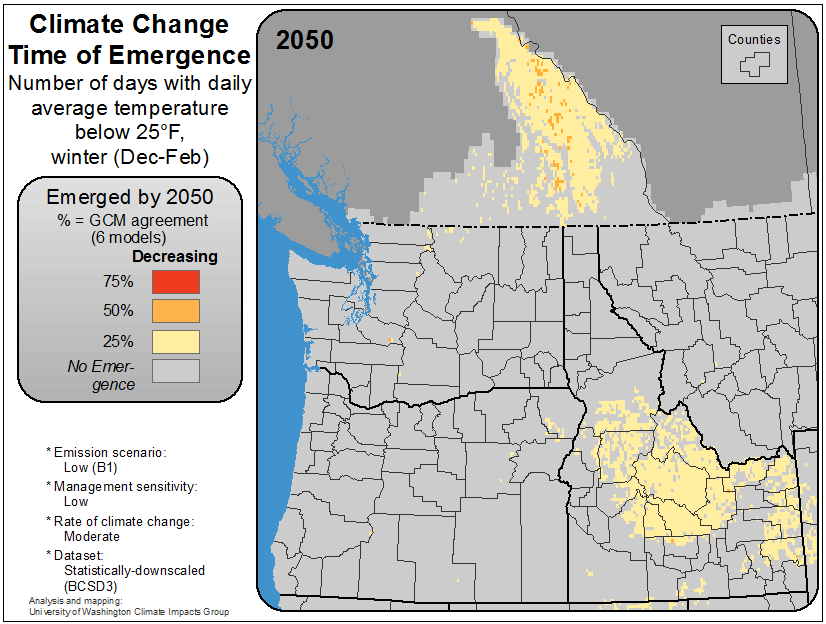 Climate Change
Time of Emergence
Number of days with daily
average temperature
below 25°F,
winter (Dec-Feb)
Emerged by 2050
% = GCM agreement
(6 models)
Decreasing
75%
50%
25%
No Emer-
gence
* Emission scenario:
Low (B1)
* Management sensitivity:
Low
* Rate of climate change:
Moderate
* Dataset:
Statistically-downscaled
(BCSD3)
Analysis and mapping:
University of Washington Climate Impacts Group
2050
Counties